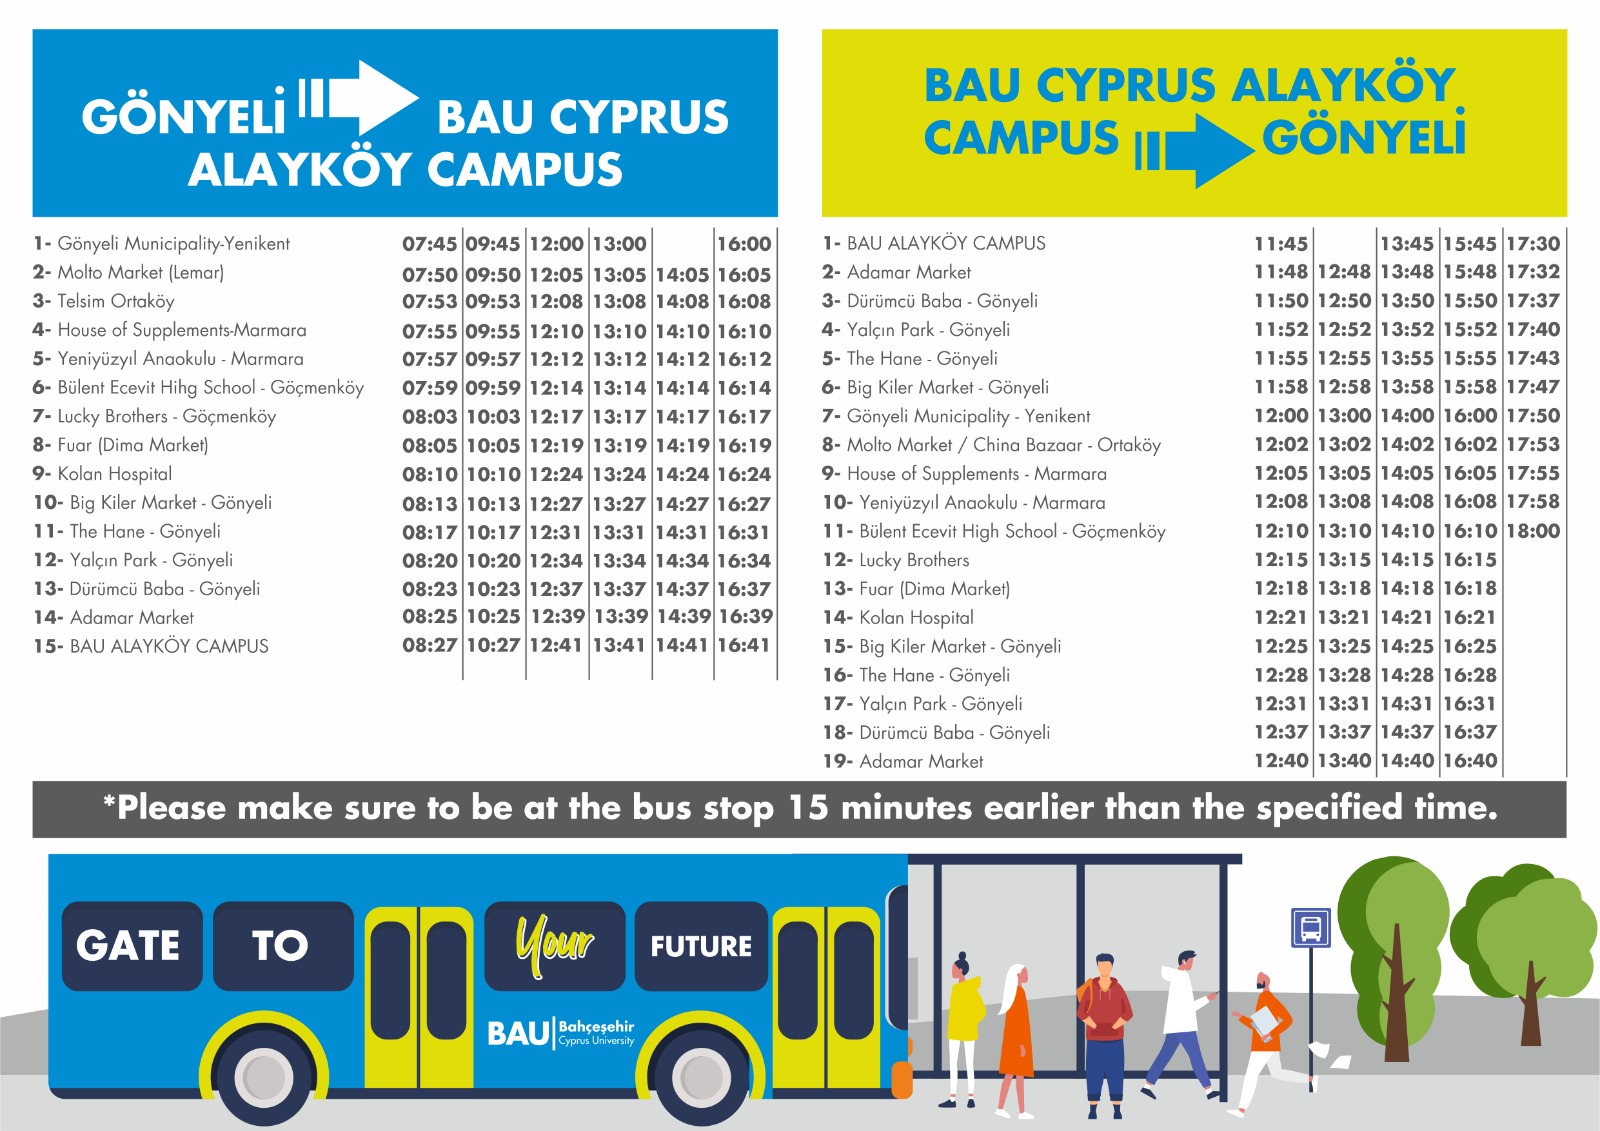 GÖNYELİ BAU CYPRUS
ALAYKÖY CAMPUS
1- Gönyeli Municipality-Yenikent 07:45 09:45 12:00 13:00 16:00
2- Molto Market (Lemar) 07:50 09:50 12:05 13:05 14:05 16:05
3- Telsim Ortaköy 07:53 09:53 12:08 13:08 14:08 16:08
4- House of Supplements-Marmara 07:55 09:55 12:10 13:10 14:10 16:10
5- Yeniyüzyıl Anaokulu - Marmara 07:57 09:57 12:12 13:12 14:12 16:12
6- Bülent Ecevit Hihg School - Göçmenköy 07:59 09:59 12:14 13:14 14:14 16:14
7- Lucky Brothers - Göçmenköy 08:03 10:03 12:17 13:17 14:17 16:17
8- Fuar (Dima Market) 08:05 10:05 12:19 13:19 14:19 16:19
9- Kolan Hospital 08:10 10:10 12:24 13:24 14:24 16:24
10- Big Kiler Market - Gönyeli 08:13 10:13 12:27 13:27 14:27 16:27
11- The Hane - Gönyeli 08:17 10:17 12:31 13:31 14:31 16:31
12- Yalçın Park - Gönyeli 08:20 10:20 12:34 13:34 14:34 16:34
13- Dürümcü Baba - Gönyeli 08:23 10:23 12:37 13:37 14:37 16:37
14- Adamar Market 08:25 10:25 12:39 13:39 14:39 16:39
15- BAU ALAYKÖY CAMPUS 08:27 10:27 12:41 13:41 14:41 16:41
BAU CYPRUS ALAYKÖY
CAMPUS GÖNYELİ
1- BAU ALAYKÖY CAMPUS 11:45 13:45 15:45 17:30
2- Adamar Market 11:48 12:48 13:48 15:48 17:32
3- Dürümcü Baba - Gönyeli 11:50 12:50 13:50 15:50 17:37
4- Yalçın Park - Gönyeli 11:52 12:52 13:52 15:52 17:40
5- The Hane - Gönyeli 11:55 12:55 13:55 15:55 17:43
6- Big Kiler Market - Gönyeli 11:58 12:58 13:58 15:58 17:47
7- Gönyeli Municipality - Yenikent 12:00 13:00 14:00 16:00 17:50
8- Molto Market / China Bazaar - Ortaköy 12:02 13:02 14:02 16:02 17:53
9- House of Supplements - Marmara 12:05 13:05 14:05 16:05 17:55
10- Yeniyüzyıl Anaokulu - Marmara 12:08 13:08 14:08 16:08 17:58
11- Bülent Ecevit High School - Göçmenköy 12:10 13:10 14:10 16:10 18:00
12- Lucky Brothers 12:15 13:15 14:15 16:15
13- Fuar (Dima Market) 12:18 13:18 14:18 16:18
14- Kolan Hospital 12:21 13:21 14:21 16:21
15- Big Kiler Market - Gönyeli 12:25 13:25 14:25 16:25
16- The Hane - Gönyeli 12:28 13:28 14:28 16:28
17- Yalçın Park - Gönyeli 12:31 13:31 14:31 16:31
18- Dürümcü Baba - Gönyeli 12:37 13:37 14:37 16:37
19- Adamar Market 12:40 13:40 14:40 16:40
*Please make sure to be at the bus stop 15 minutes earlier than the specified time.
GATE TO Your FUTURE
BAU Bahçeşehir
Cyprus University